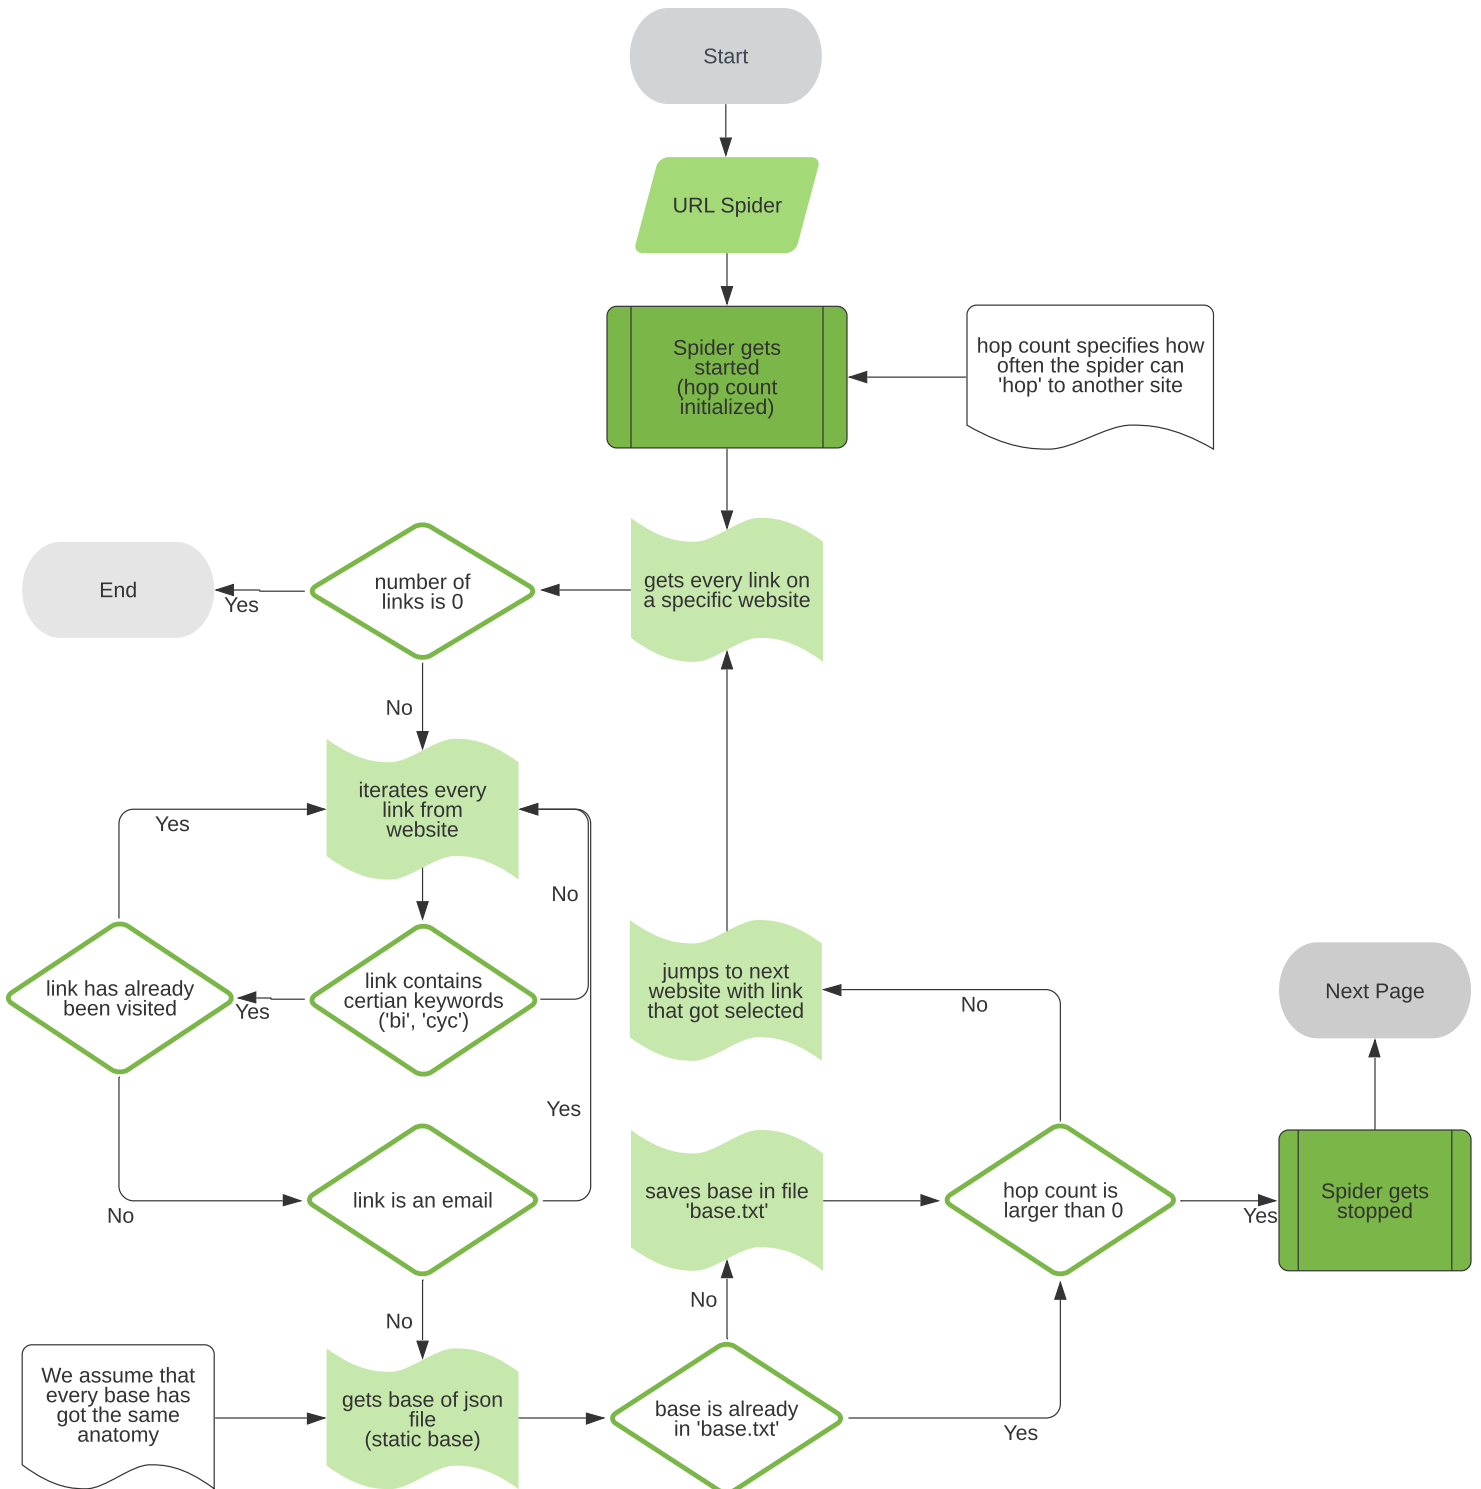 Start
URL Spider
Spider gets
started
(hop count
initialized)
hop count specifies how
often the spider can
'hop' to another site
End
Yes
number of
links is 0
gets every link on
a specific website
No
iterates every
link from
website
Yes
No
link has already
been visited
Yes
link contains
certian keywords
('bi', 'cyc')
jumps to next
website with link
that got selected
No
Next Page
Yes
No
link is an email
saves base in file
'base.txt'
hop count is
larger than 0
Yes
Spider gets
stopped
No
No
We assume that
every base has
got the same
anatomy
gets base of json
file
(static base)
base is already
in 'base.txt'
Yes